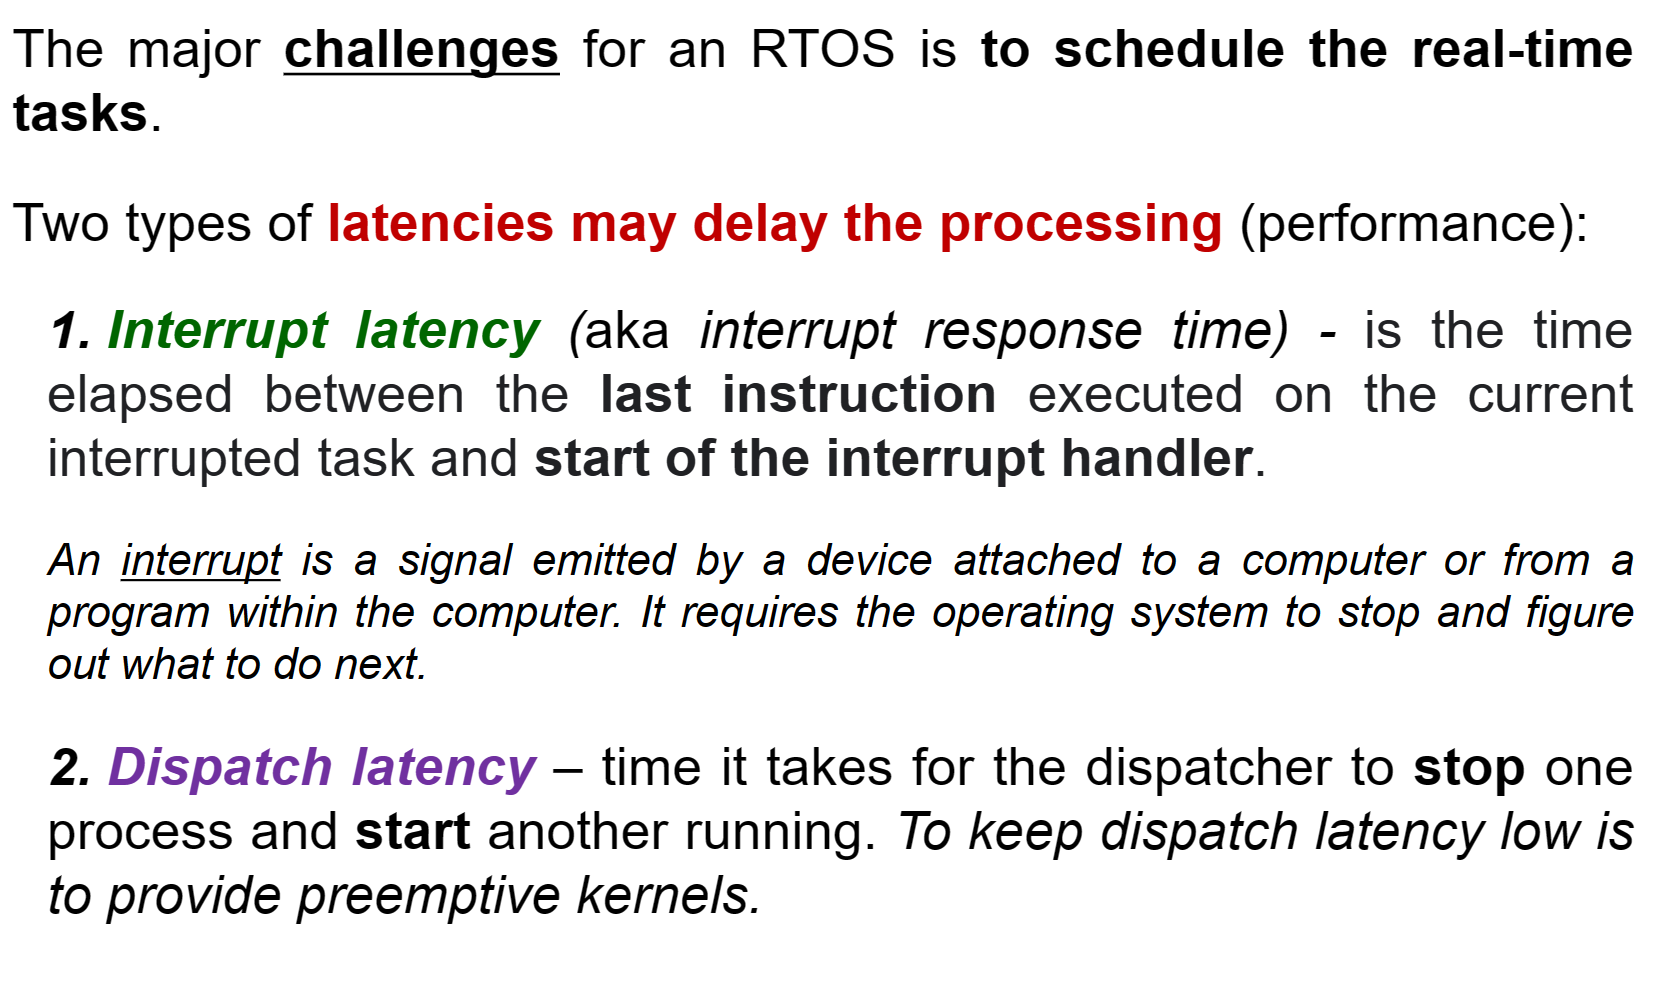 The major challenges for an RTOS is to schedule the real-time
tasks.
Two types of latencies may delay the processing (performance):
1. Interrupt latency (aka interrupt response time) - is the time
elapsed between the last instruction executed on the current
interrupted task and start of the interrupt handler.
An interrupt is a signal emitted by a device attached to a computer or from a
program within the computer. It requires the operating system to stop and figure
out what to do next.
2. Dispatch latency – time it takes for the dispatcher to stop one
process and start another running. To keep dispatch latency low is
to provide preemptive kernels.